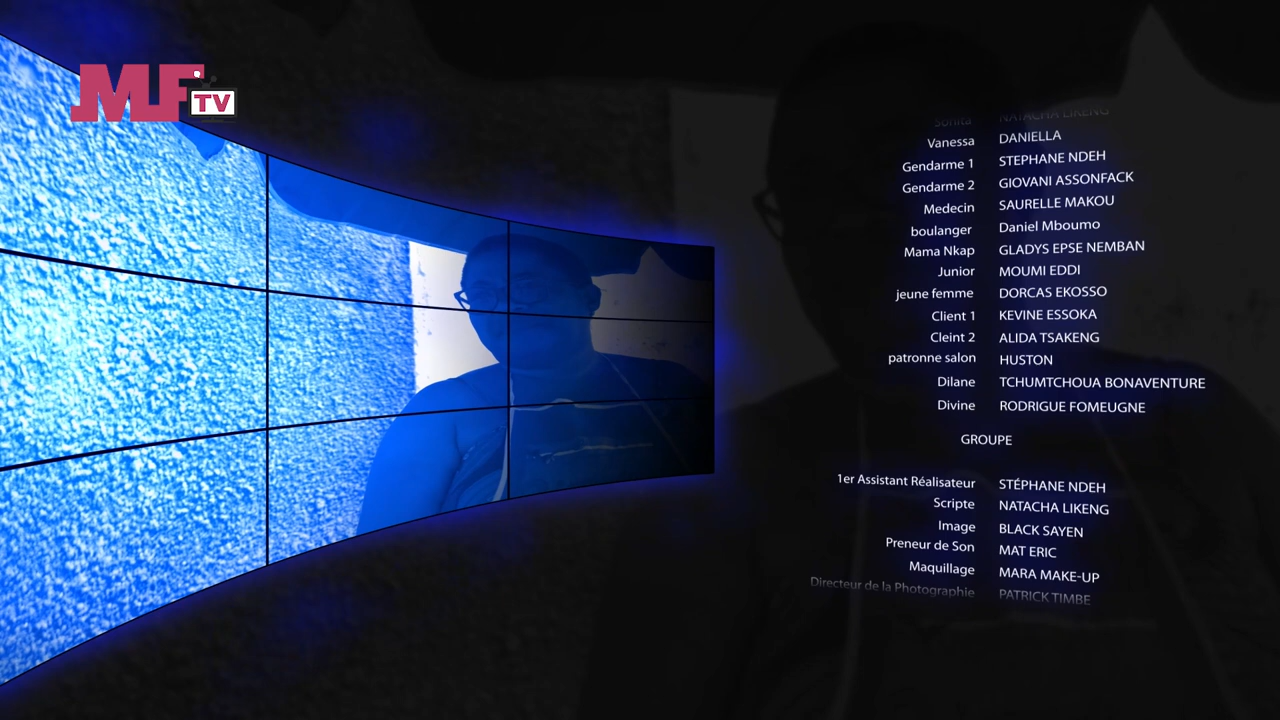 MF TV
Sonita NATACHA LIKENG
Vanessa DANIELLA
Gendarme 1 STEPHANE NDEH
Gendarme 2 GIOVANI ASSONFACK
Medecin SAURELLE MAKOU
boulanger Daniel Mboumo
Mama Nkap GLADYS EPSE NEMBAN
Junior MOUMI EDDI
jeune femme DORCAS EKOSSO
Client 1 KEVINE ESSOKA
Cleint 2 ALIDA TSAKENG
patronne salon HUSTON
Dilane TCHUMTCHOUA BONAVENTURE
Divine RODRIGUE FOMEUGNE
GROUPE
1er Assistant Réalisateur STÉPHANE NDEH
Scripte NATACHA LIKENG
Image BLACK SAYEN
Preneur de Son MAT ERIC
Maquillage MARA MAKE-UP
Directeur de la Photographie PATRICK TIMBE